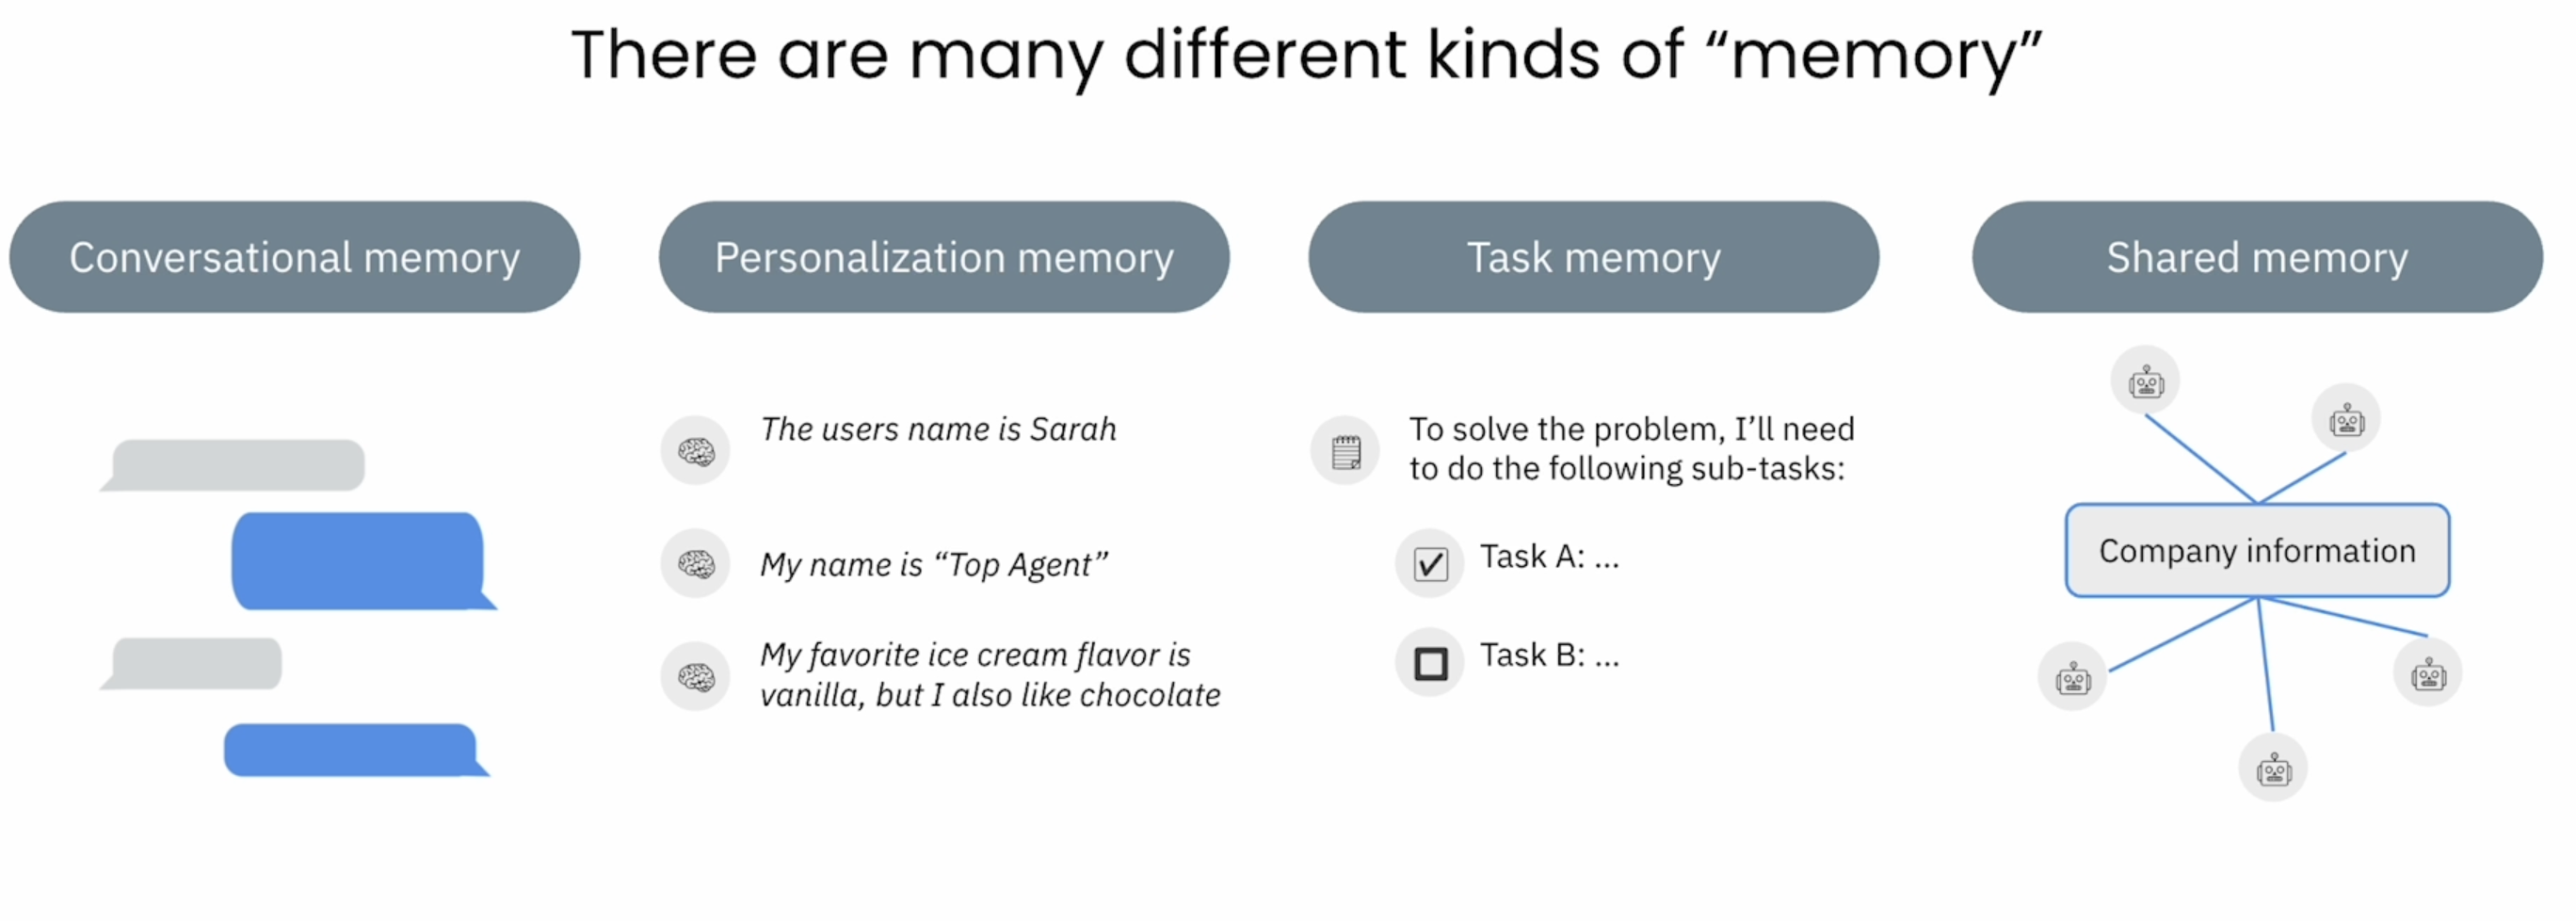 There are many different kinds of “memory”
Conversational memory
Personalization memory
The users name is Sarah
My name is “Top Agent”
My favorite ice cream flavor is
vanilla, but I also like chocolate
Task memory
To solve the problem, I’ll need
to do the following sub-tasks:
Task A: ...
Task B: ...
Shared memory
Company information